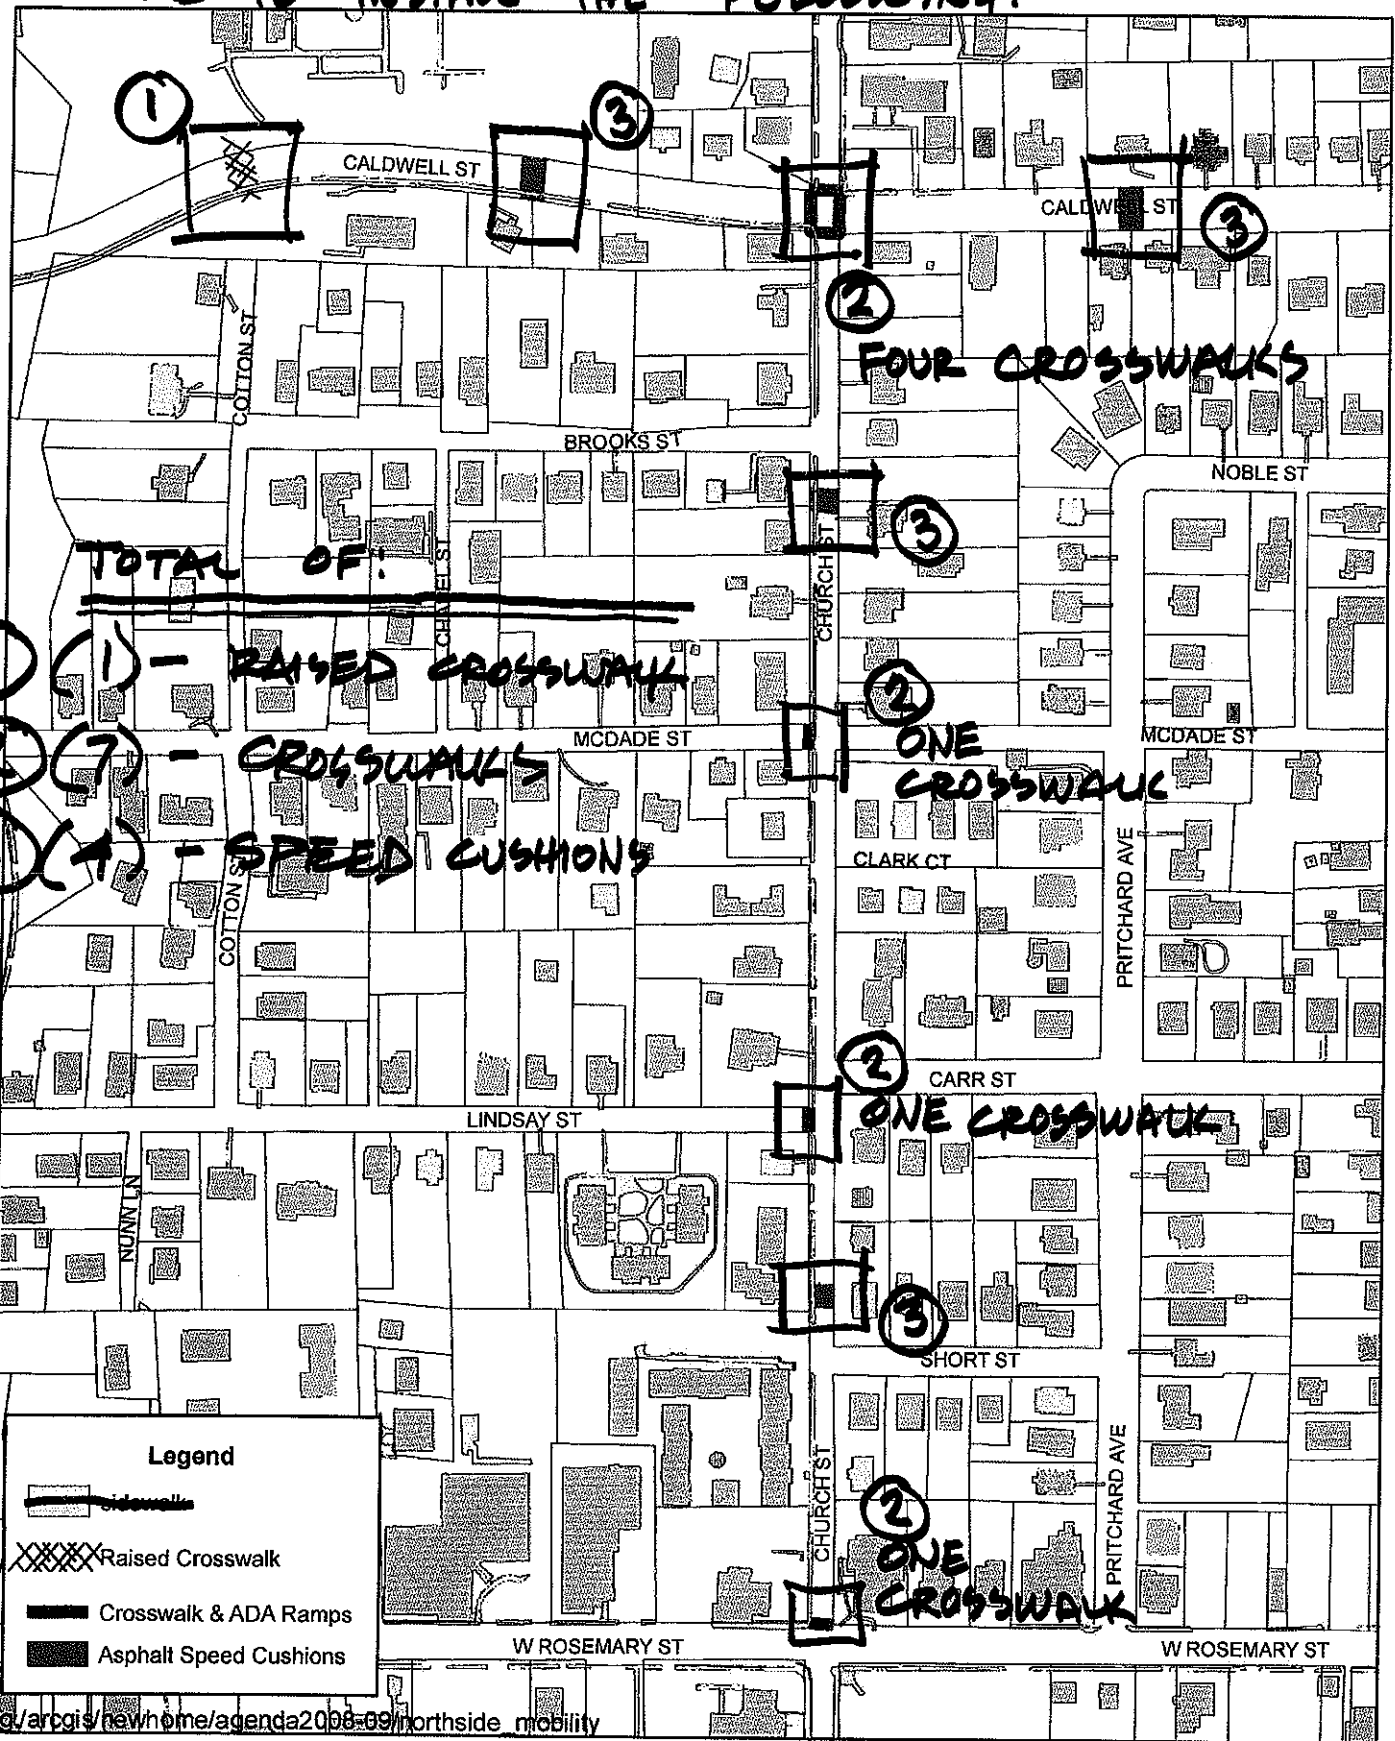 TO INSTALL THE FOLLOWING:
1
3
CALDWELL ST
CALDWELL ST
3
2
FOUR CROSSWALKS
COTTON ST
BROOKS ST
NOBLE ST
3
CHURCH ST
TOTAL OF:
CHAPEL ST
(1) - RAISED CROSSWALK
2
ONE
CROSSWALK
MCDADE ST
MCDADE ST
(7) - CROSSWALKS
(4) - SPEED CUSHIONS
CLARK CT
COTTON ST
PRITCHARD AVE
2
CARR ST
ONE CROSSWALK
LINDSAY ST
NUNN LN
3
SHORT ST
CHURCH ST
PRITCHARD AVE
2
ONE
CROSSWALK
W ROSEMARY ST
W ROSEMARY ST
Legend
sidewalk
Raised Crosswalk
Crosswalk & ADA Ramps
Asphalt Speed Cushions
g:/arcgis/newhome/agenda2008-09/northside_mobility